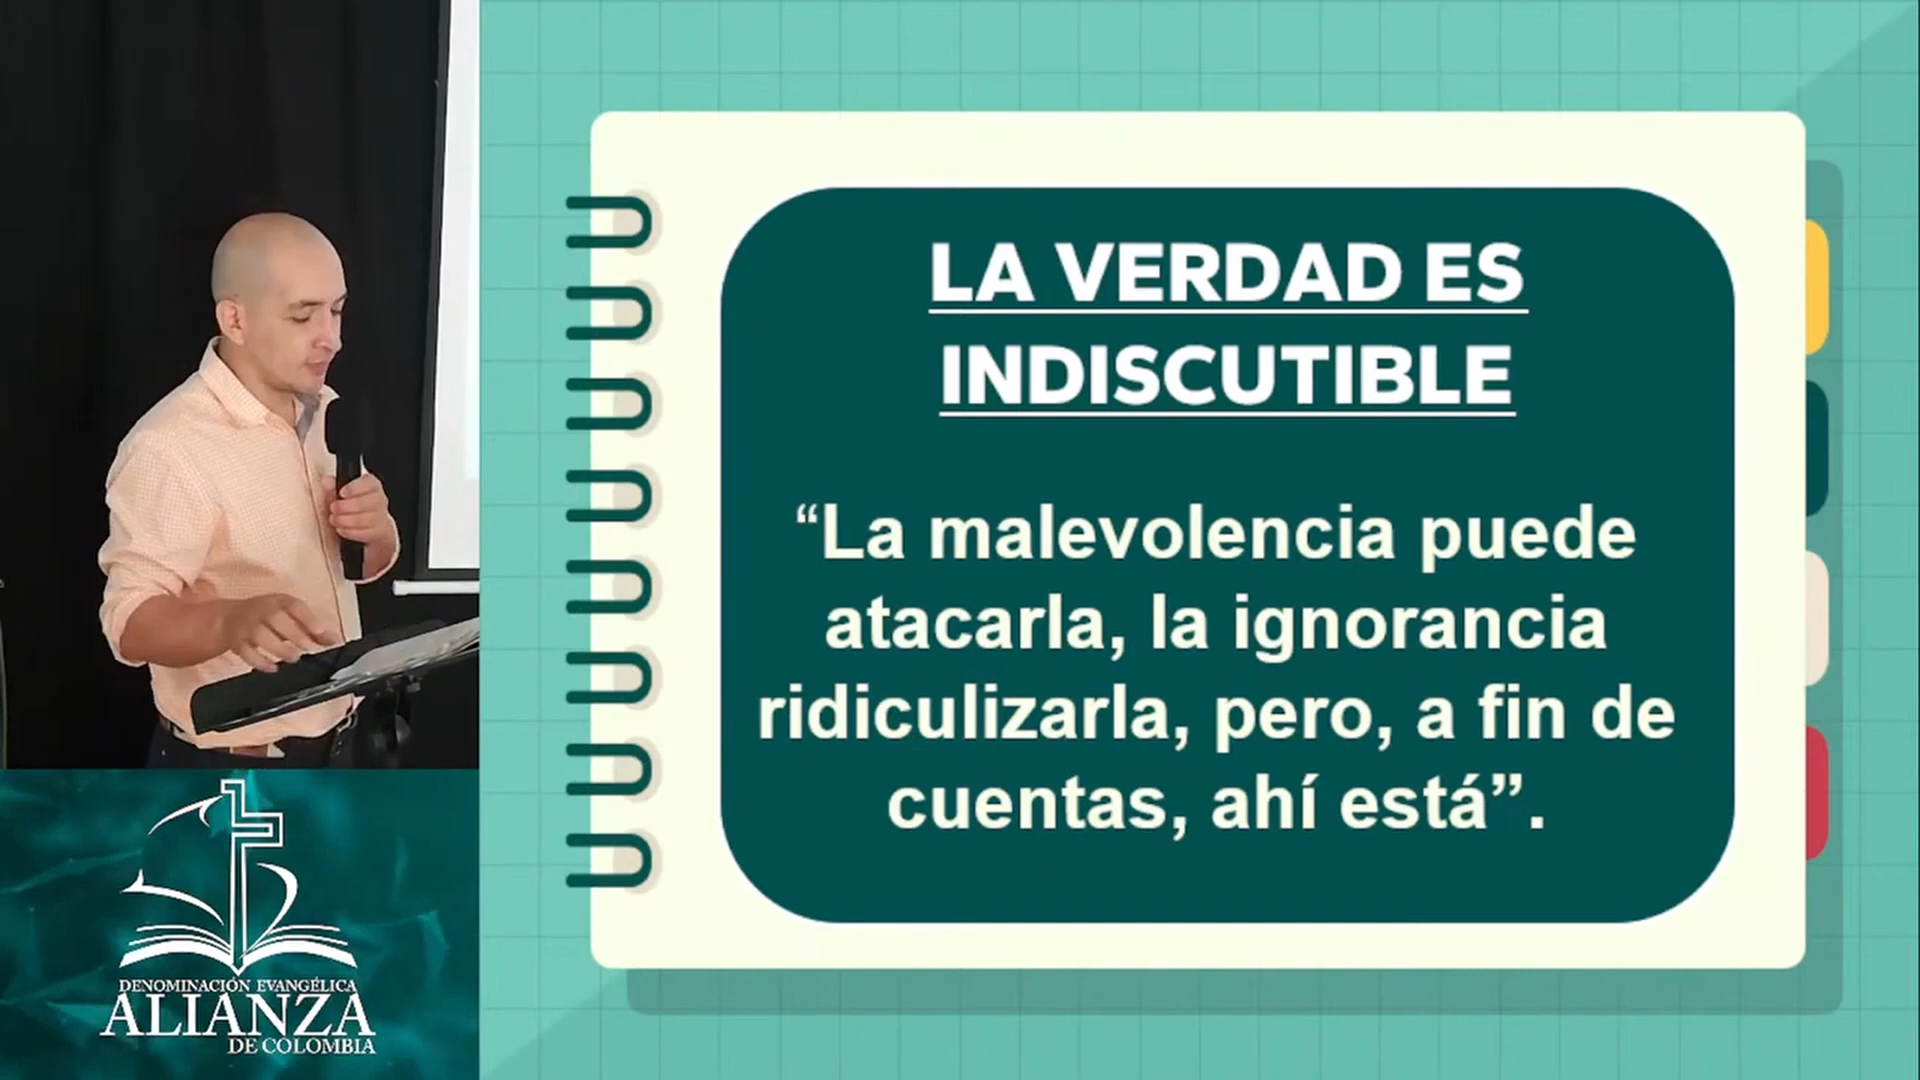 LA VERDAD ES
INDISCUTIBLE
“La malevolencia puede
atacarla, la ignorancia
ridiculizarla, pero, a fin de
cuentas, ahí está”.
DENOMINACIÓN EVANGÉLICA
ALIANZA
DE COLOMBIA